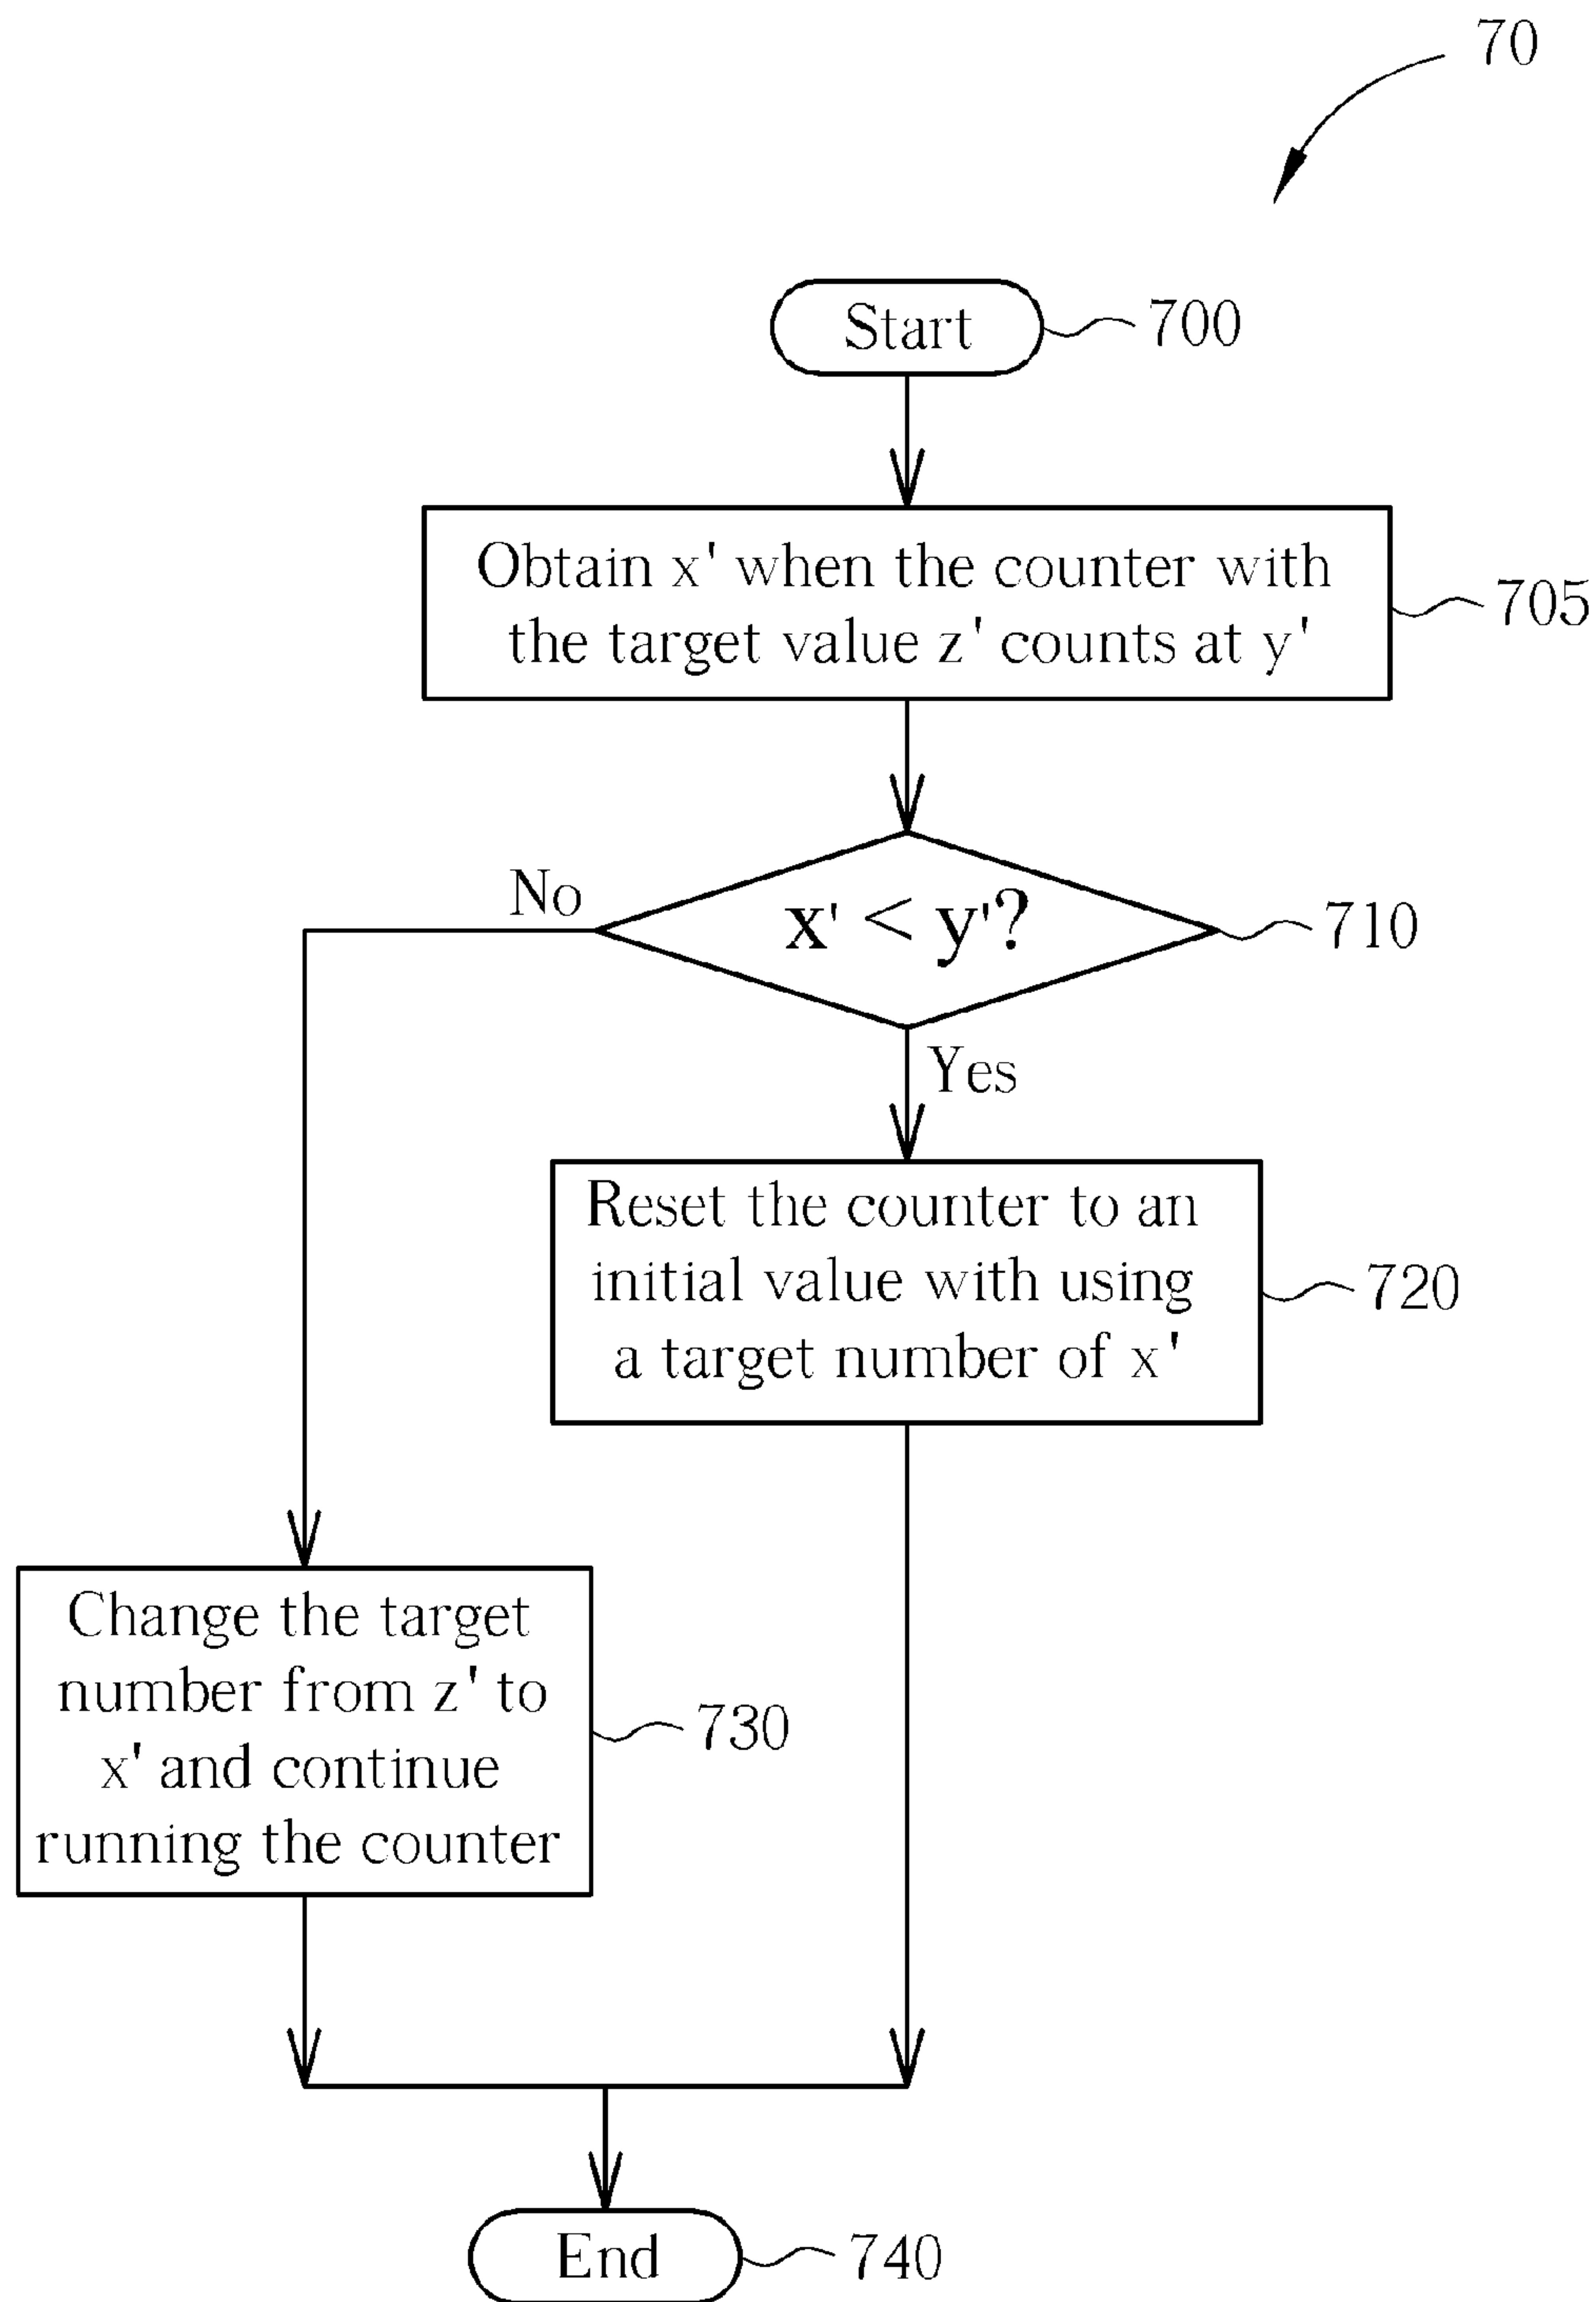 70
Start
700
Obtain x' when the counter with
the target value z' counts at y'
705
No
x' < y'?
710
Yes
Reset the counter to an
initial value with using
a target number of x'
720
Change the target
number from z' to
x' and continue
running the counter
730
End
740